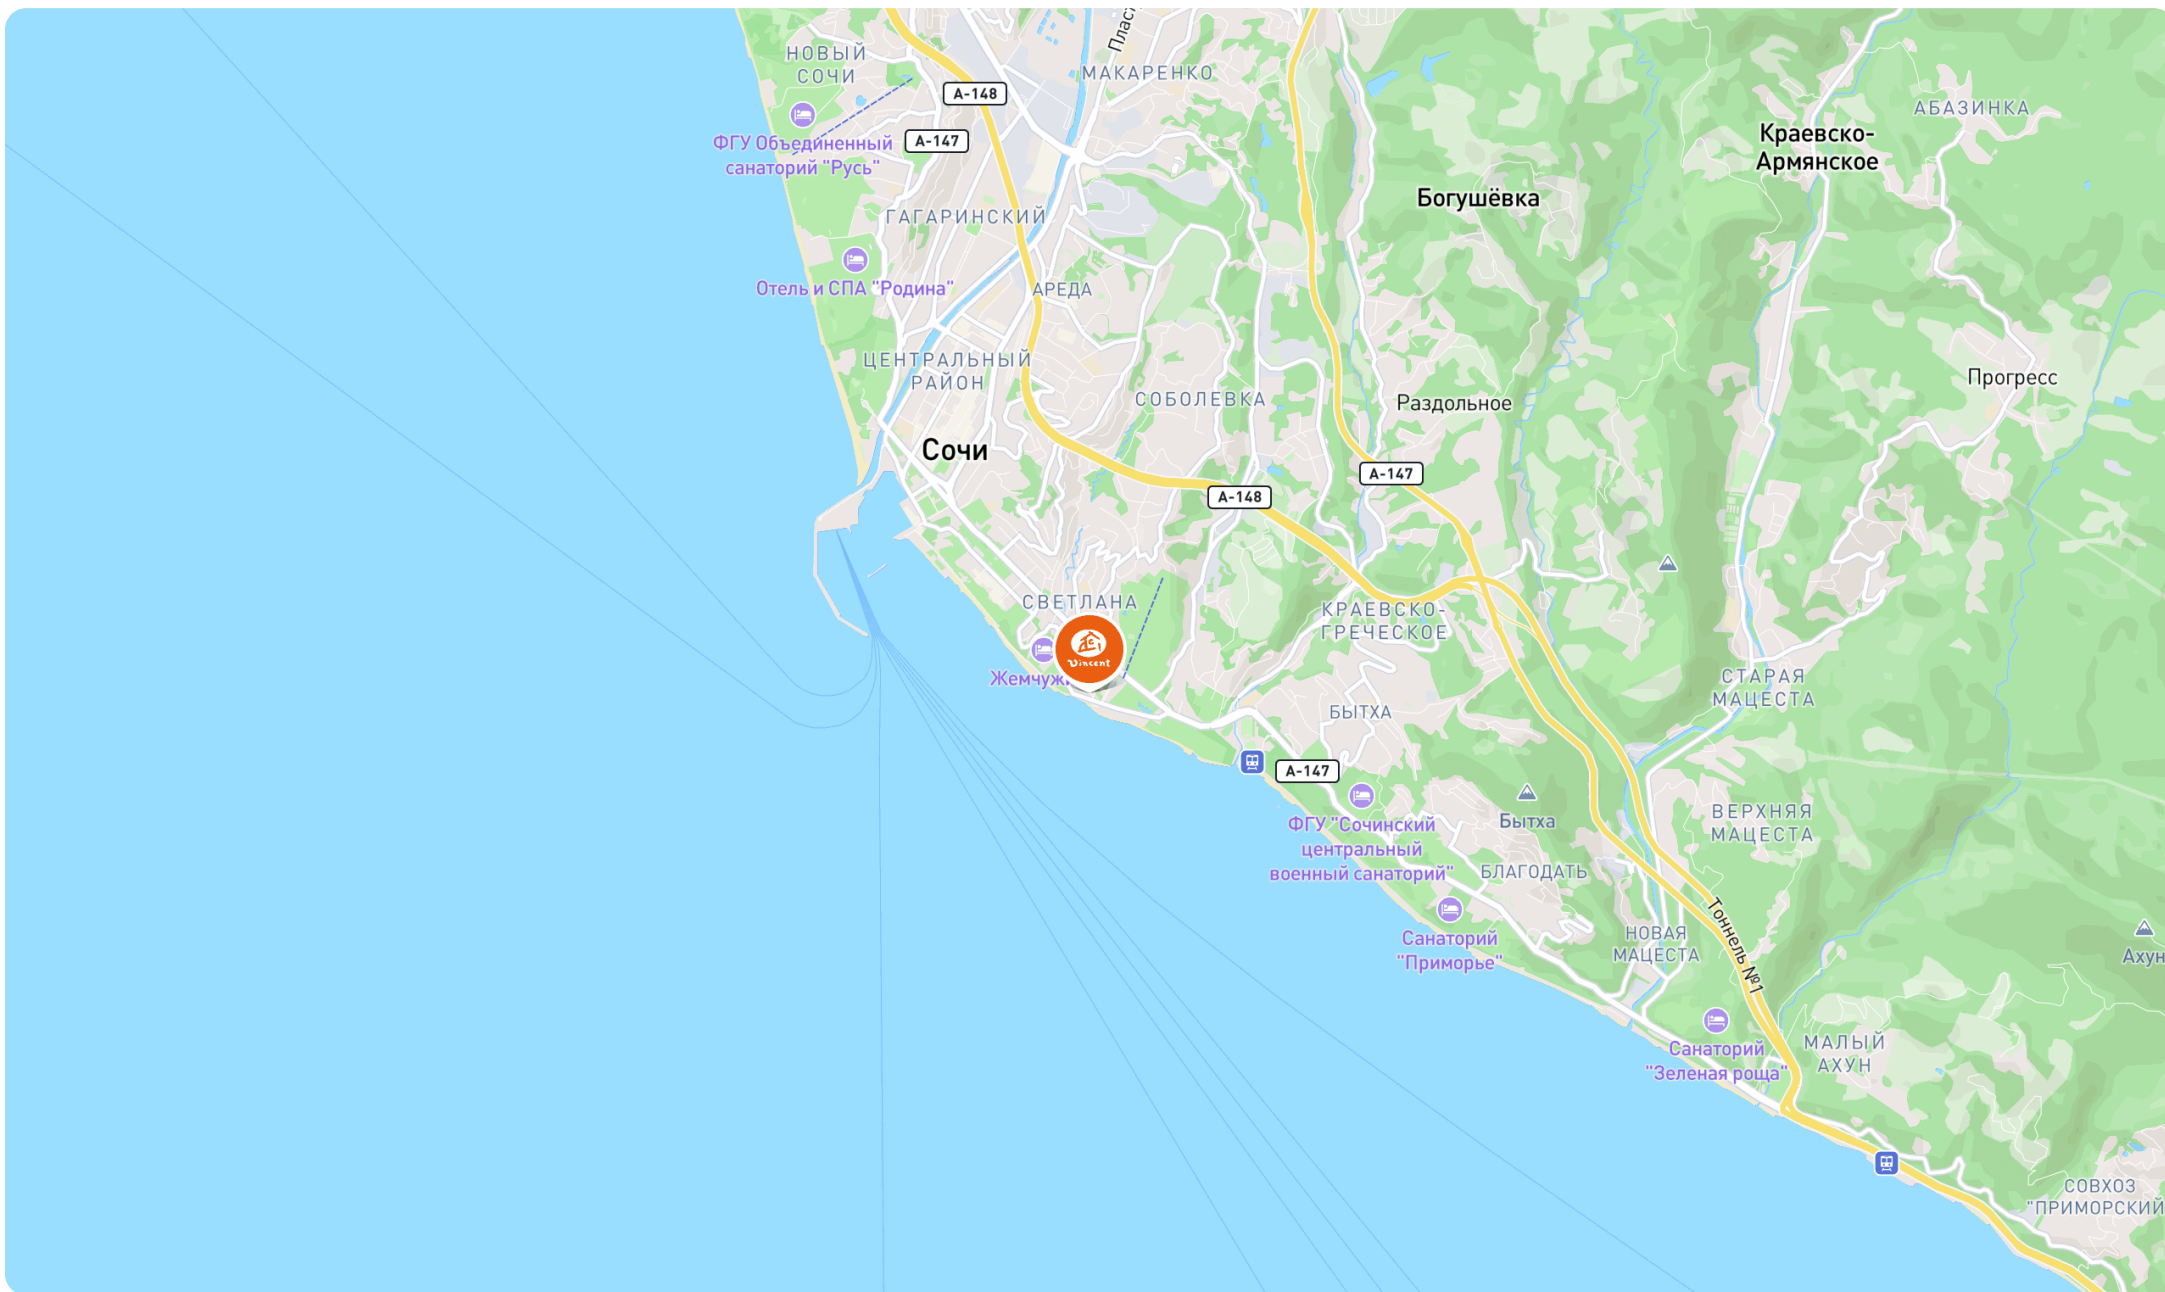 Плас
НОВЫЙ
СОЧИ
МАКАРЕНКО
А-148
АБАЗИНКА
ФГУ Объединенный
санаторий "Русь"
А-147
Краевско-
Армянское
Богушёвка
ГАГАРИНСКИЙ
Отель и СПА "Родина"
АРЕДА
ЦЕНТРАЛЬНЫЙ
РАЙОН
Прогресс
СОБОЛЕВКА
Раздольное
Сочи
А-147
А-148
СВЕТЛАНА
КРАЕВСКО-
ГРЕЧЕСКОЕ
Vincent
Жемчуж
СТАРАЯ
МАЦЕСТА
БЫТХА
А-147
ФГУ "Сочинский
центральный
военный санаторий"
Бытха
ВЕРХНЯЯ
МАЦЕСТА
БЛАГОДАТЬ
Тоннель №1
Санаторий
"Приморье"
НОВАЯ
МАЦЕСТА
Ахун
Санаторий
"Зеленая роща"
МАЛЫЙ
АХУН
СОВХОЗ
"ПРИМОРСКИЙ